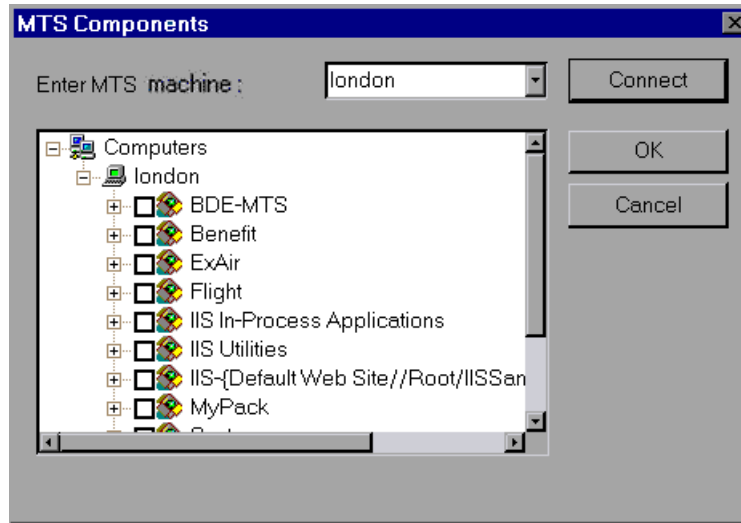 MTS Components
Enter MTS machine :
london
Connect
OK
Cancel
Computers
london
BDE-MTS
Benefit
ExAir
Flight
IIS In-Process Applications
IIS Utilities
IIS-{Default Web Site//Root/IISSan
MyPack